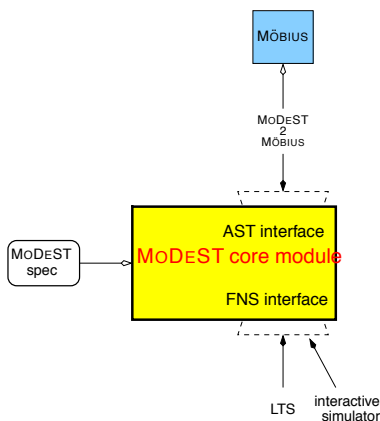 MÖBIUS
MODEST
2
MÖBIUS
AST interface
MODEST
spec
MODEST core module
FNS interface
LTS
interactive
simulator